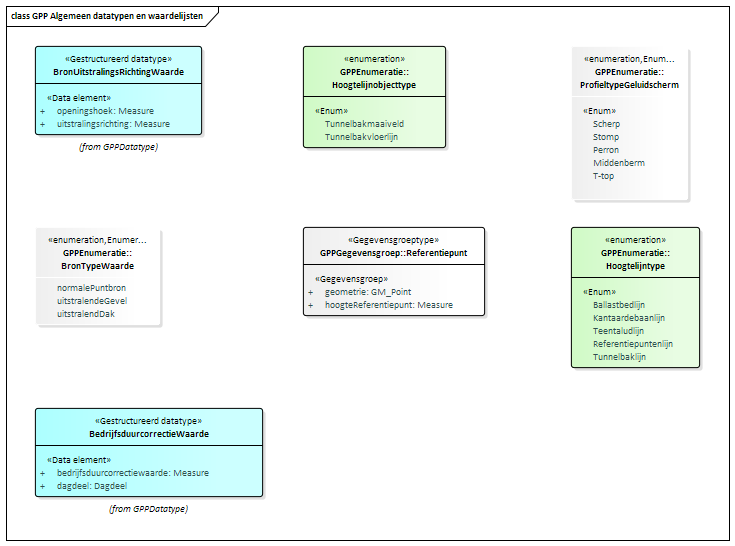 class GPP Algemeen datatypen en waardelijsten
«Gestructureerd datatype»
BronUitstralingsRichtingWaarde
«Data element»
+ openingshoek: Measure
+ uitstralingsrichting: Measure
(from GPPDatatype)
«enumeration»
GPPEnumeratie::
Hoogtelijnobjecttype
«Enum»
Tunnelbakmaaiveld
Tunnelbakvloerlijn
«enumeration,Enum...
GPPEnumeratie::
ProfieltypeGeluidscherm
«Enum»
Scherp
Stomp
Perron
Middenberm
T-top
«enumeration,Enumer...
GPPEnumeratie::
BronTypeWaarde
normalePuntbron
uitstralendeGevel
uitstralendDak
«Gegevensgroeptype»
GPPGegevensgroep::Referentiepunt
«Gegevensgroep»
+ geometrie: GM_Point
+ hoogteReferentiepunt: Measure
«enumeration»
GPPEnumeratie::
Hoogtelijntype
«Enum»
Ballastbedlijn
Kantaardebaanlijn
Teentaludlijn
Referentiepuntenlijn
Tunnelbaklijn
«Gestructureerd datatype»
BedrijfsduurcorrectieWaarde
«Data element»
+ bedrijfsduurcorrectiewaarde: Measure
+ dagdeel: Dagdeel
(from GPPDatatype)